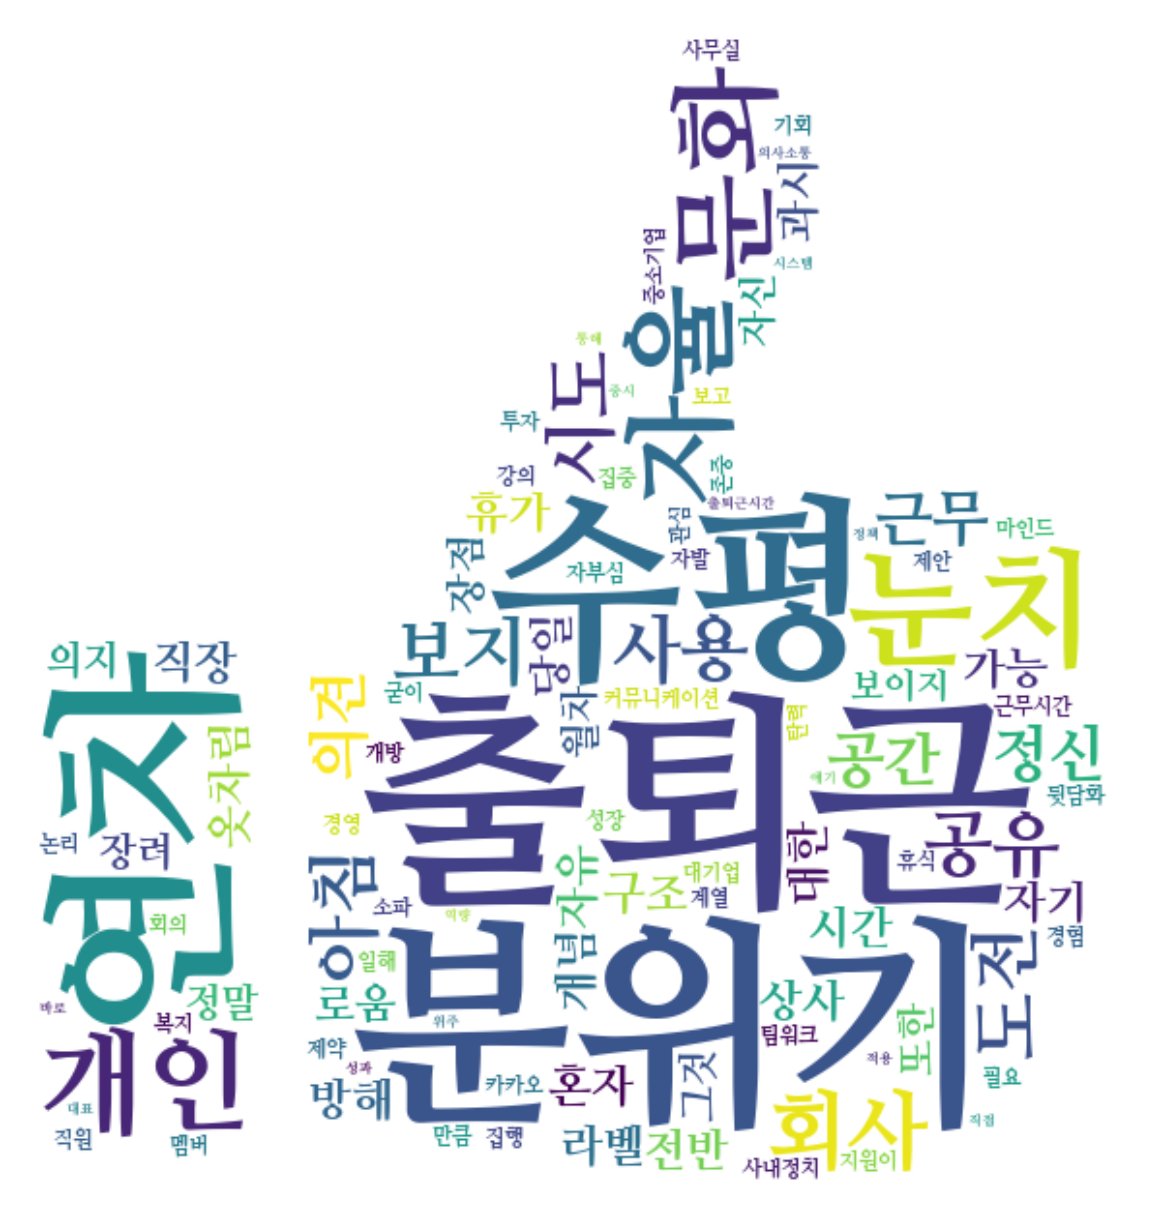 사무실
문화
기회
의사소통
과시
중소기업
시스템
자율
자신
통해
시도
중시
보고
투자
강의
집중
존중
휴가
수평
출퇴근시간
관심
자발
자부심
장점
근무
정책
제안
마인드
눈치
보지
당일
사용
가능
의지
직장
연차
옷차림
논리
장려
회의
정말
바로
복지
개인
대표
직원
멤버
의견
굳이
개방
월차
커뮤니케이션
탄력
보이지
근무시간
공간
정신
얘기
뒷담화
출퇴근
경영
성장
대한
공유
휴식
아침
소파
자유
구조
대기업
계열
역량
자기
시간
경험
일해
로움
개념
분위기
위주
상사
팀워크
도전
또한
적용
필요
제약
성과
방해
카카오
혼자
그것
만큼
집행
라벨
전반
회사
직접
사내정치
지원이